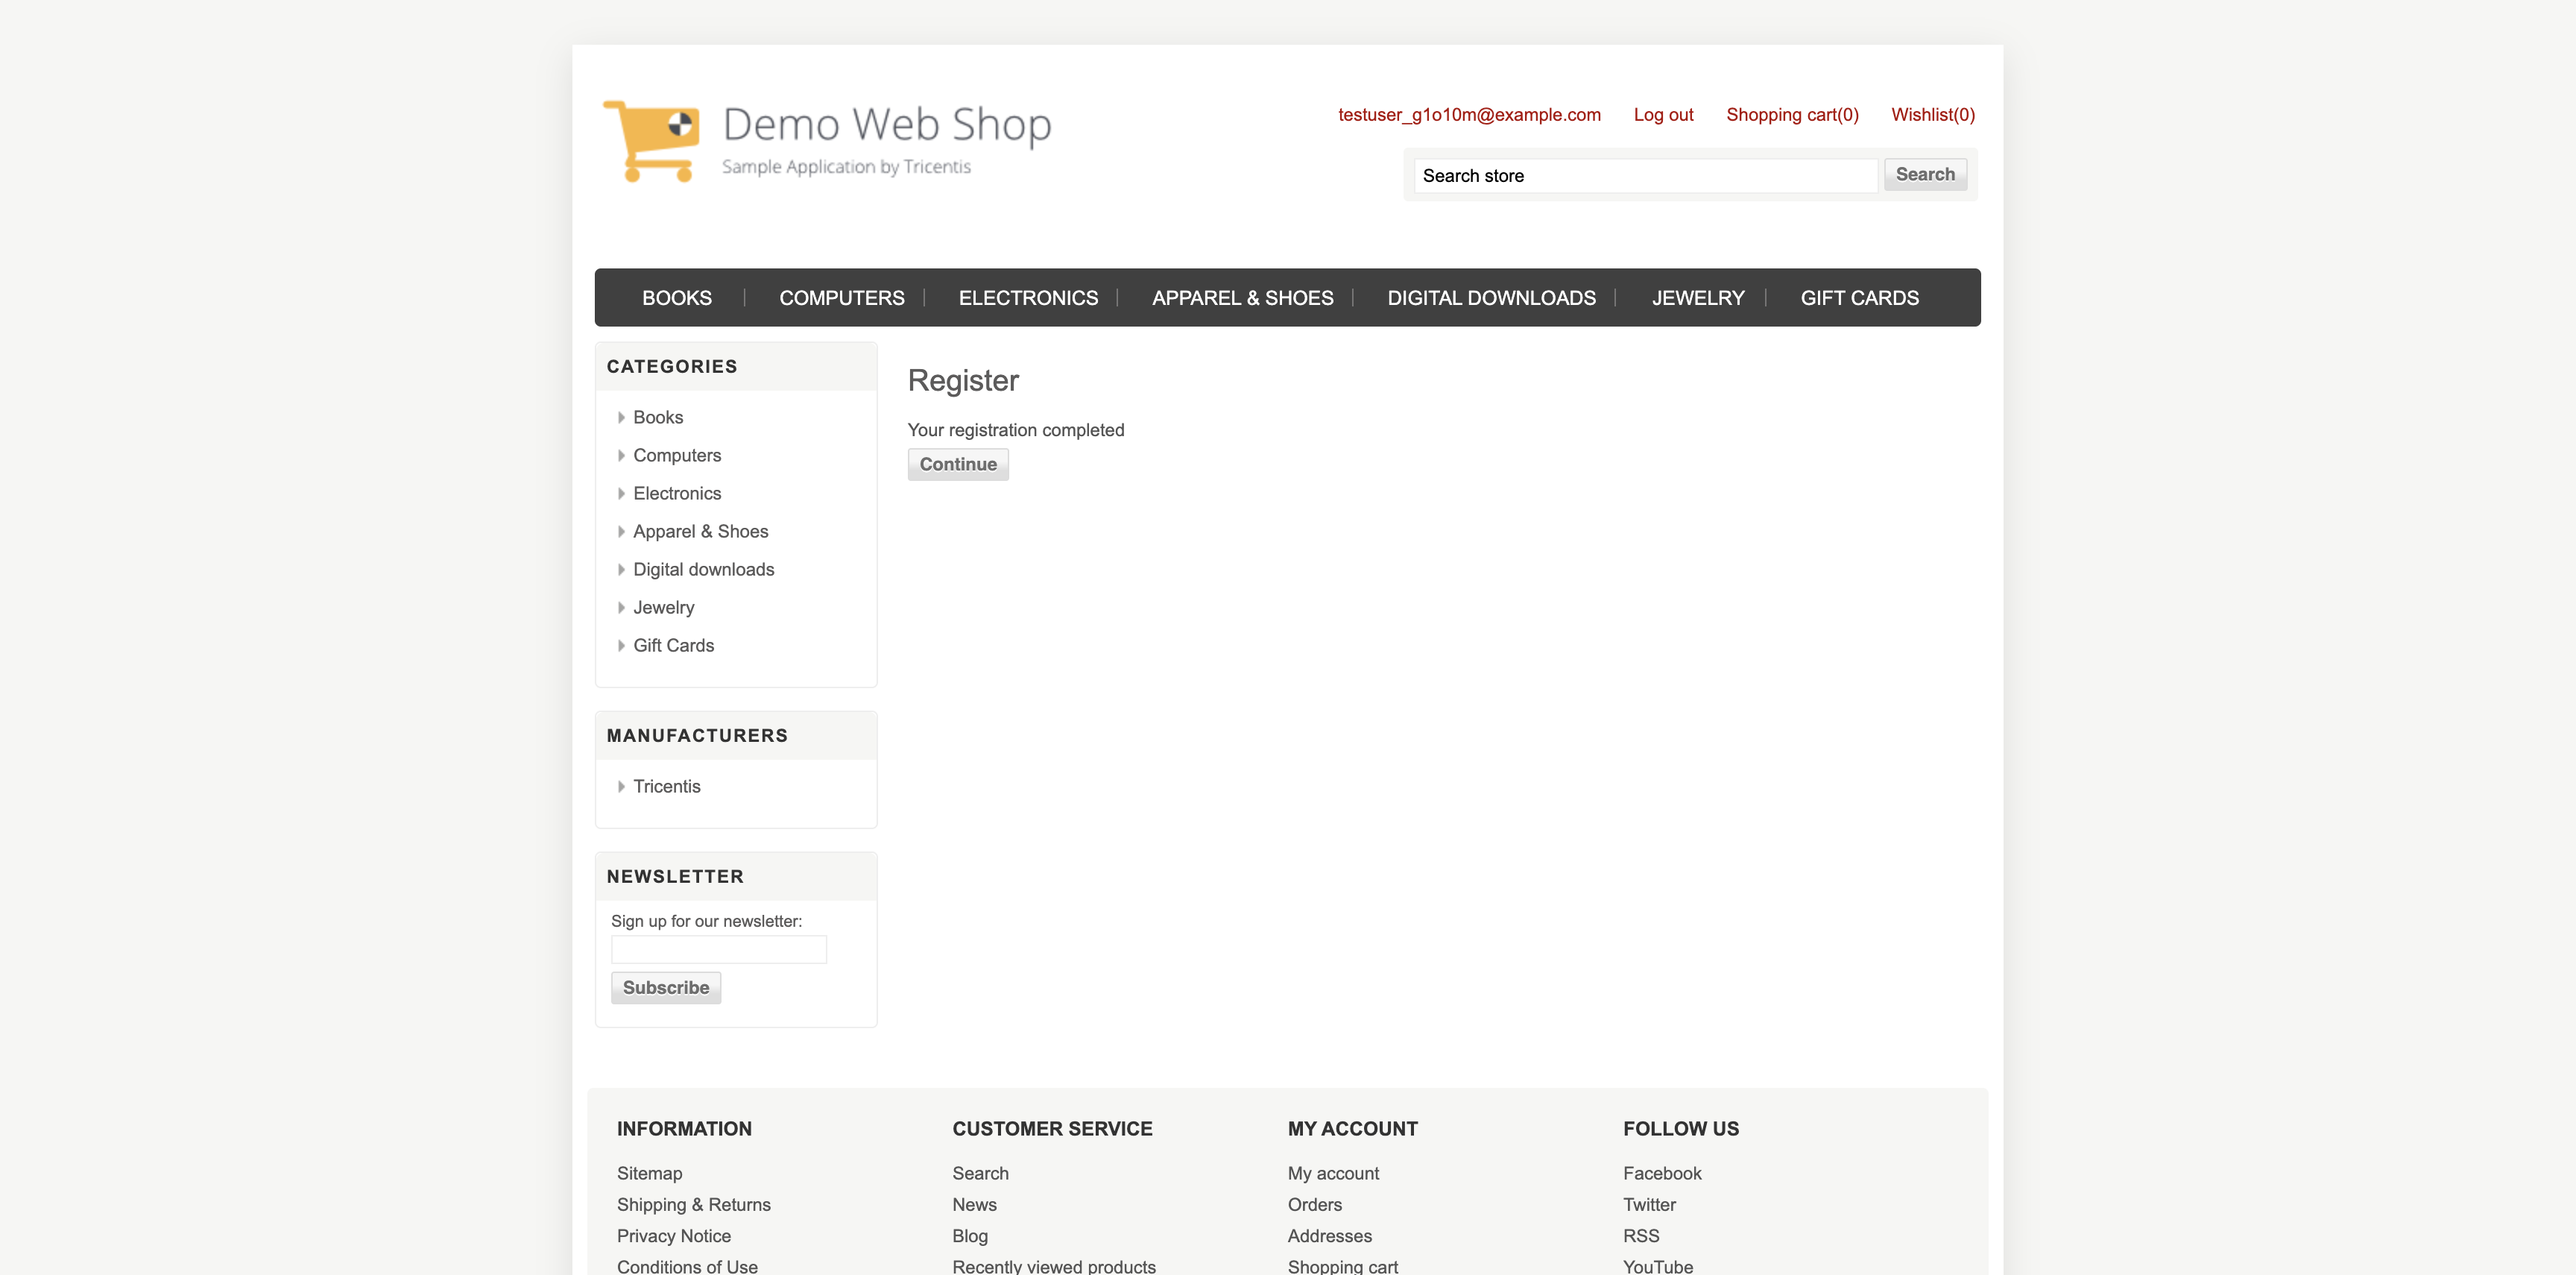 Demo Web Shop
Sample Application by Tricentis
testuser_g1o10m@example.com Log out Shopping cart(0) Wishlist(0)
Search store Search
BOOKS COMPUTERS ELECTRONICS APPAREL & SHOES DIGITAL DOWNLOADS JEWELRY GIFT CARDS
CATEGORIES
Books
Computers
Electronics
Apparel & Shoes
Digital downloads
Jewelry
Gift Cards
MANUFACTURERS
Tricentis
NEWSLETTER
Sign up for our newsletter:
Subscribe
Register
Your registration completed
Continue
INFORMATION
Sitemap
Shipping & Returns
Privacy Notice
Conditions of Use
CUSTOMER SERVICE
Search
News
Blog
Recently viewed products
MY ACCOUNT
My account
Orders
Addresses
Shopping cart
FOLLOW US
Facebook
Twitter
RSS
YouTube